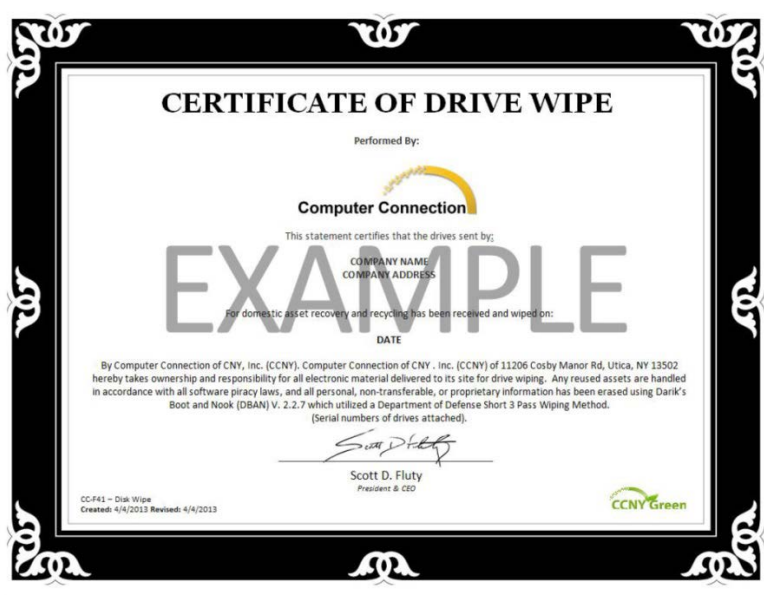 CERTIFICATE OF DRIVE WIPE
Performed By:
Computer Connection
This statement certifies that the drives sent by:
EXAMPLE
COMPANY NAME
COMPANY ADDRESS
For domestic asset recovery and recycling has been received and wiped on:
DATE
By Computer Connection of CNY, Inc. (CCNY). Computer Connection of CNY . Inc. (CCNY) of 11206 Cosby Manor Rd, Utica, NY 13502
hereby takes ownership and responsibility for all electronic material delivered to its site for drive wiping. Any reused assets are handled
in accordance with all software piracy laws, and all personal, non-transferable, or proprietary information has been erased using Darik's
Boot and Nook (DBAN) V. 2.2.7 which utilized a Department of Defense Short 3 Pass Wiping Method.
(Serial numbers of drives attached).
Scott D. Fluty
President & CEO
CC-F41 – Disk Wipe
Created: 4/4/2013 Revised: 4/4/2013
CCNY Green